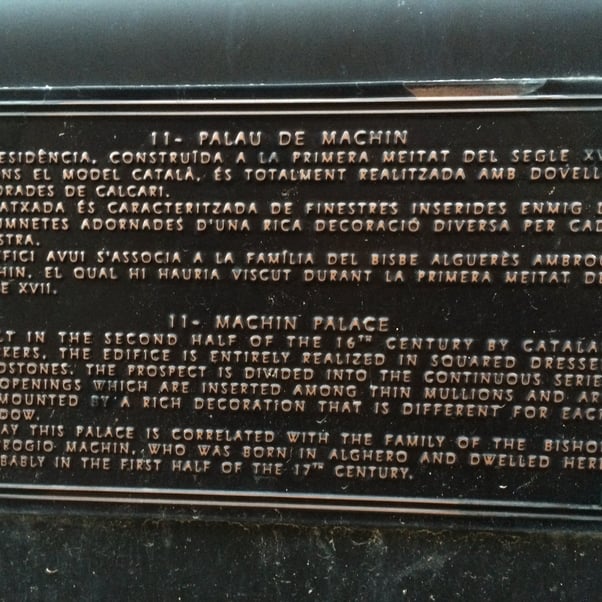 11- PALAU DE MACHIN
ESIDÈNCIA, CONSTRUÏDA A LA PRIMERA MEITAT DEL SEGLE XV
NS EL MODEL CATALÀ, ÉS TOTALMENT REALITZADA AMB DOVELL
DRADES DE CALCARI.
ATXADA ÉS CARACTERITZADA DE FINESTRES INSERIDES ENMIG D
UMNETES ADORNADES D'UNA RICA DECORACIÓ DIVERSA PER CAD
STRA.
IFICI AVUI S'ASSOCIA A LA FAMÍLIA DEL BISBE ALGUERÈS AMBROG
HIN, EL QUAL HI HAURIA VISCUT DURANT LA PRIMERA MEITAT DE
E XVII.
11- MACHIN PALACE
CT IN THE SECOND HALF OF THE 16TH CENTURY BY CATALA
KERS, THE EDIFICE IS ENTIRELY REALIZED IN SQUARED DRESSE
DSTONES. THE PROSPECT IS DIVIDED INTO THE CONTINUOUS SERIE
OPENINGS WHICH ARE INSERTED AMONG THIN MULLIONS AND AR
MOUNTED BY A RICH DECORATION THAT IS DIFFERENT FOR EACH
DOW.
AY THIS PALACE IS CORRELATED WITH THE FAMILY OF THE BISHO
BROGIO MACHIN, WHO WAS BORN IN ALGHERO AND DWELLED HER
BABLY IN THE FIRST HALF OF THE 17TH CENTURY.